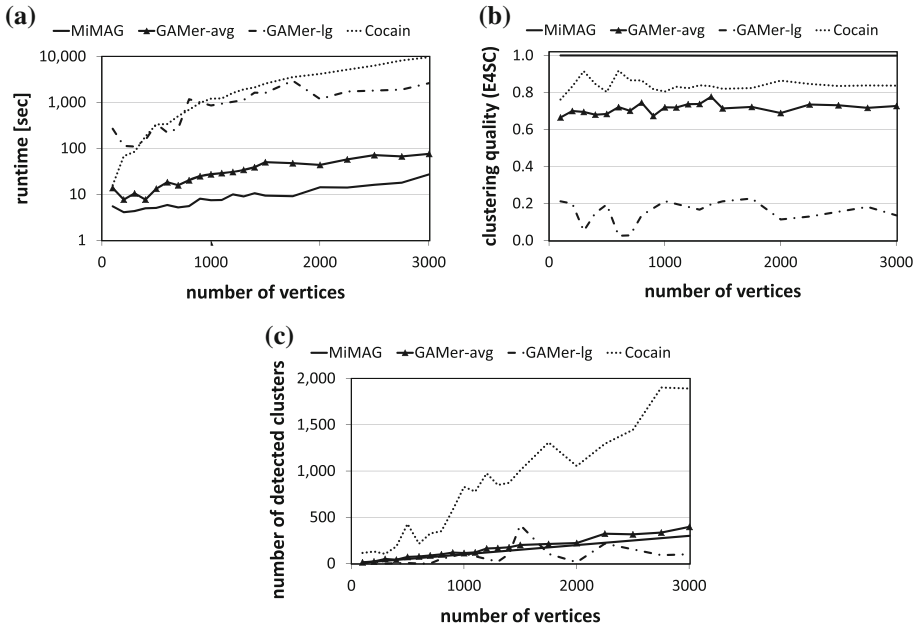 (a)
MiMAG GAMer-avg GAMer-lg Cocain
10,000
1,000
100
10
1
runtime [sec]
0 1000 2000 3000
number of vertices
(b)
MiMAG GAMer-avg GAMer-lg Cocain
1.0
0.8
0.6
0.4
0.2
0.0
clustering quality (E4SC)
0 1000 2000 3000
number of vertices
(c)
MiMAG GAMer-avg GAMer-lg Cocain
2,000
1,500
1,000
500
0
number of detected clusters
0 1000 2000 3000
number of vertices